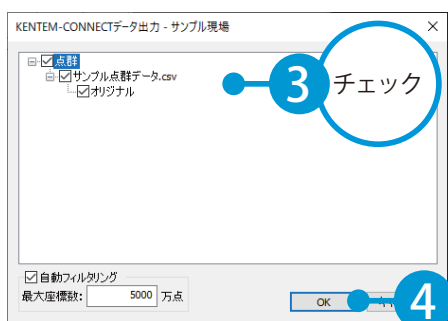 KENTEM-CONNECTデータ出力 - サンプル現場
点群
サンプル点群データ.csv
オリジナル
3 チェック
自動フィルタリング
最大座標数: 5000 万点
OK
4